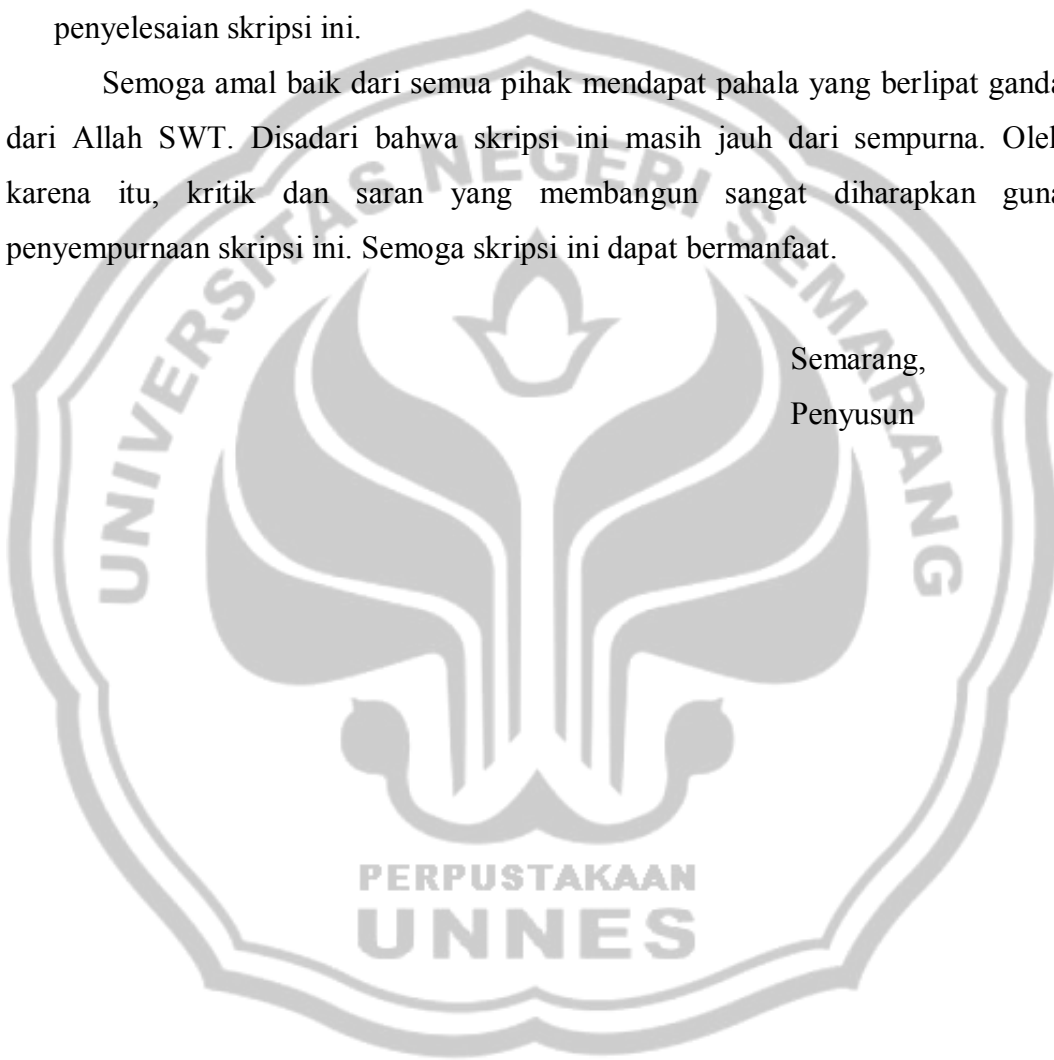 penyelesaian skripsi ini.
Semoga amal baik dari semua pihak mendapat pahala yang berlipat ganda
dari Allah SWT. Disadari bahwa skripsi ini masih jauh dari sempurna. Oleh
karena itu, kritik dan saran yang membangun sangat diharapkan guna
penyempurnaan skripsi ini. Semoga skripsi ini dapat bermanfaat.
Semarang,
Penyusun
UNIVERSITAS NEGERI SEMARANG
PERPUSTAKAAN
UNNES